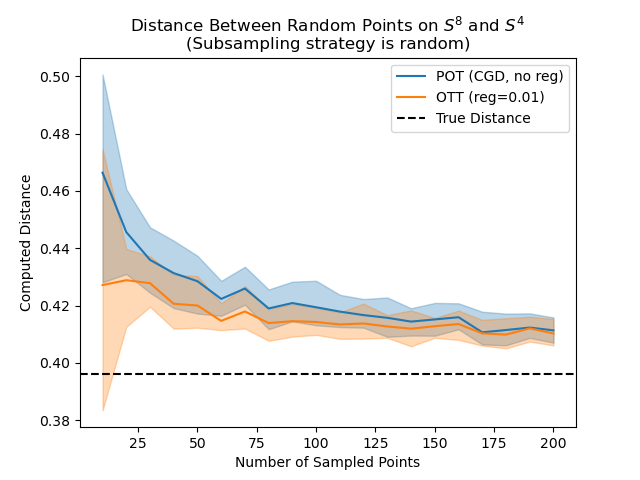 Distance Between Random Points on S⁸ and S⁴
(Subsampling strategy is random)
POT (CGD, no reg)
OTT (reg=0.01)
True Distance
Computed Distance
0.50
0.48
0.46
0.44
0.42
0.40
0.38
25 50 75 100 125 150 175 200
Number of Sampled Points